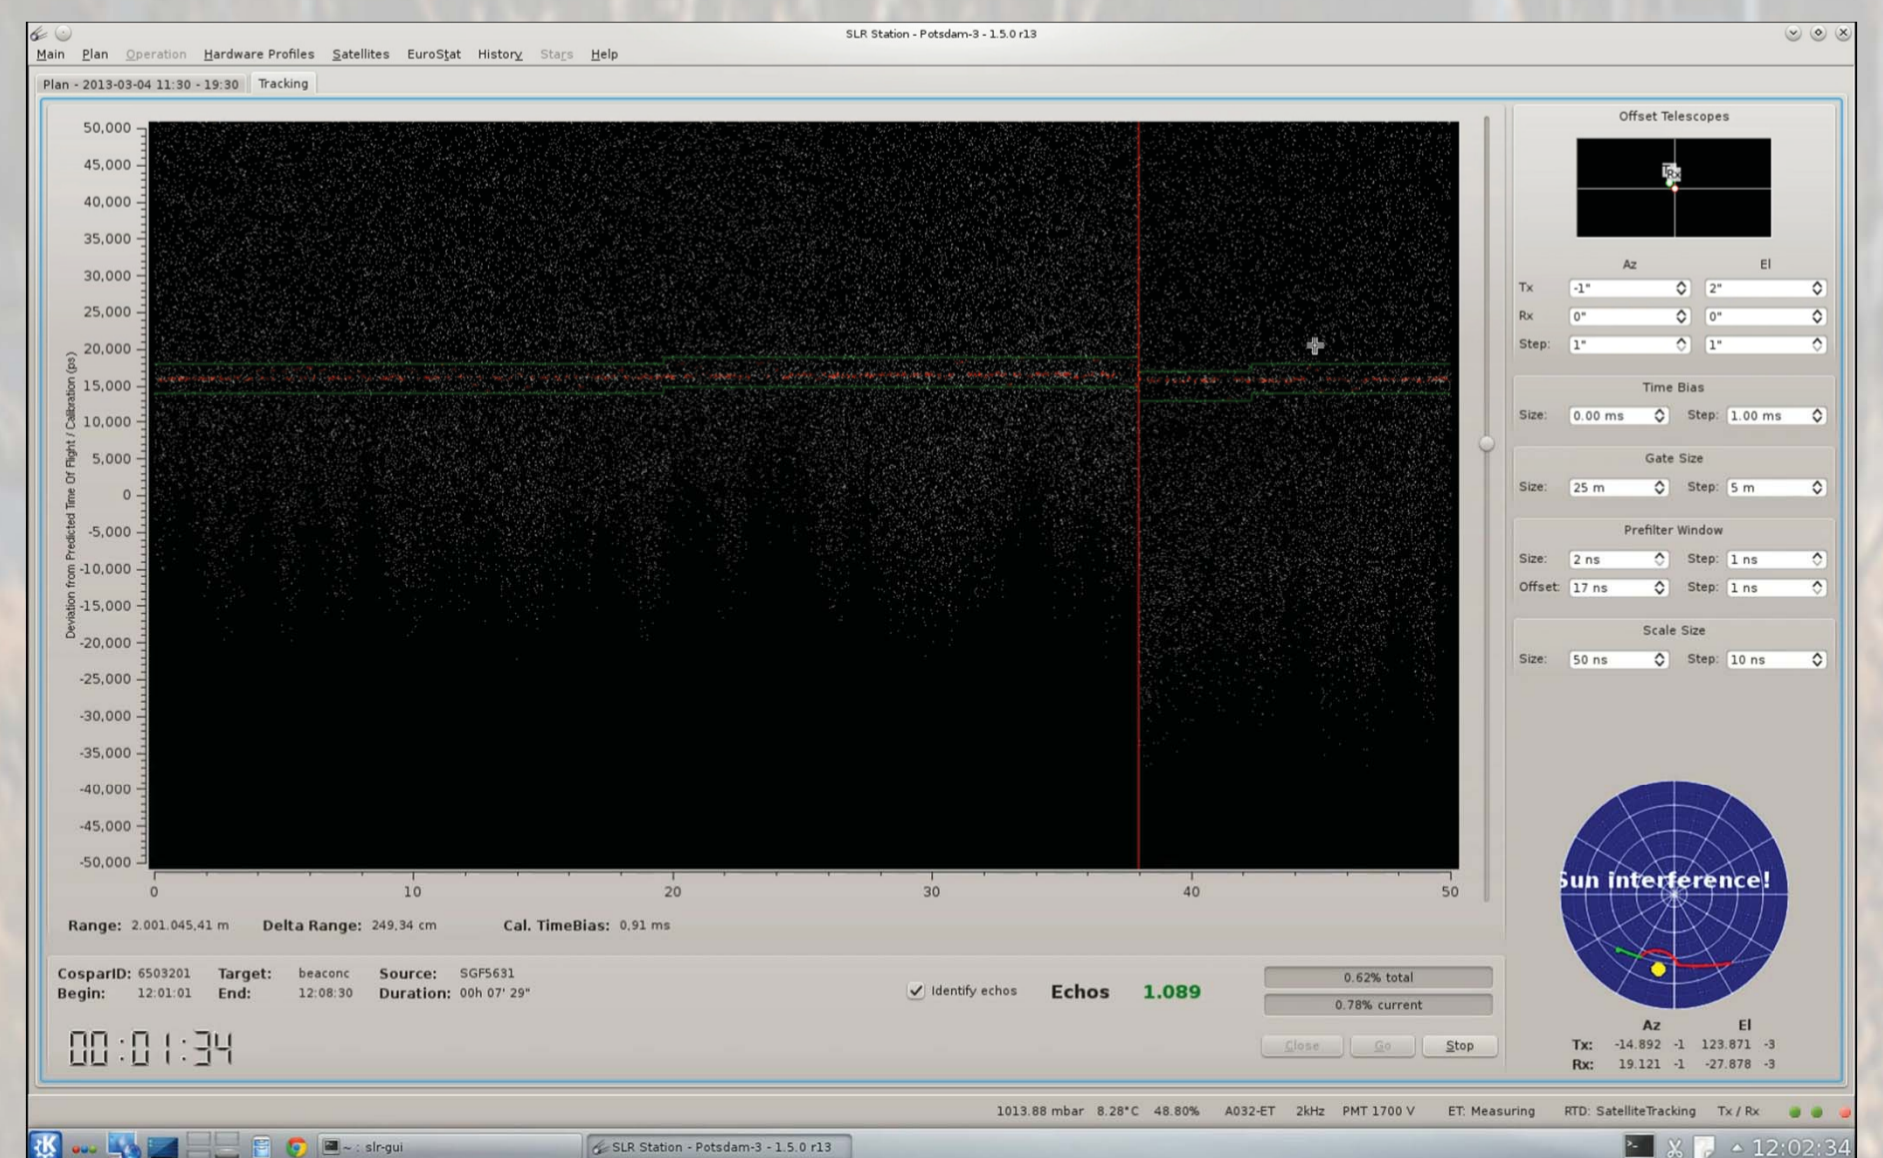 SLR Station - Potsdam-3 - 1.5.0 r13
Main Plan Operation Hardware Profiles Satellites EuroStat History Stars Help
Plan - 2013-03-04 11:30 - 19:30 Tracking
Deviation from Predicted Time Of Flight / Calibration (ps)
50,000
45,000
40,000
35,000
30,000
25,000
20,000
15,000
10,000
5,000
0
-5,000
-10,000
-15,000
-20,000
-25,000
-30,000
-35,000
-40,000
-45,000
-50,000
0 10 20 30 40 50
Range: 2.001.045,41 m Delta Range: 249,34 cm Cal. TimeBias: 0,91 ms
Offset Telescopes
Rx
Az El
Tx -1" 2"
Rx 0" 0"
Step: 1" 1"
Time Bias
Size: 0.00 ms Step: 1.00 ms
Gate Size
Size: 25 m Step: 5 m
Prefilter Window
Size: 2 ns Step: 1 ns
Offset: 17 ns Step: 1 ns
Scale Size
Size: 50 ns Step: 10 ns
Sun interference!
Az El
Tx: -14.892 -1 123.871 -3
Rx: 19.121 -1 -27.878 -3
CosparID: 6503201 Target: beaconc Source: SGF5631
Begin: 12:01:01 End: 12:08:30 Duration: 00h 07' 29"
Identify echos Echos 1.089
0.62% total
0.78% current
Close Go Stop
00:01:34
1013.88 mbar 8.28°C 48.80% A032-ET 2kHz PMT 1700 V ET: Measuring RTD: SatelliteTracking Tx / Rx
~ : slr-gui SLR Station - Potsdam-3 - 1.5.0 r13 12:02:34